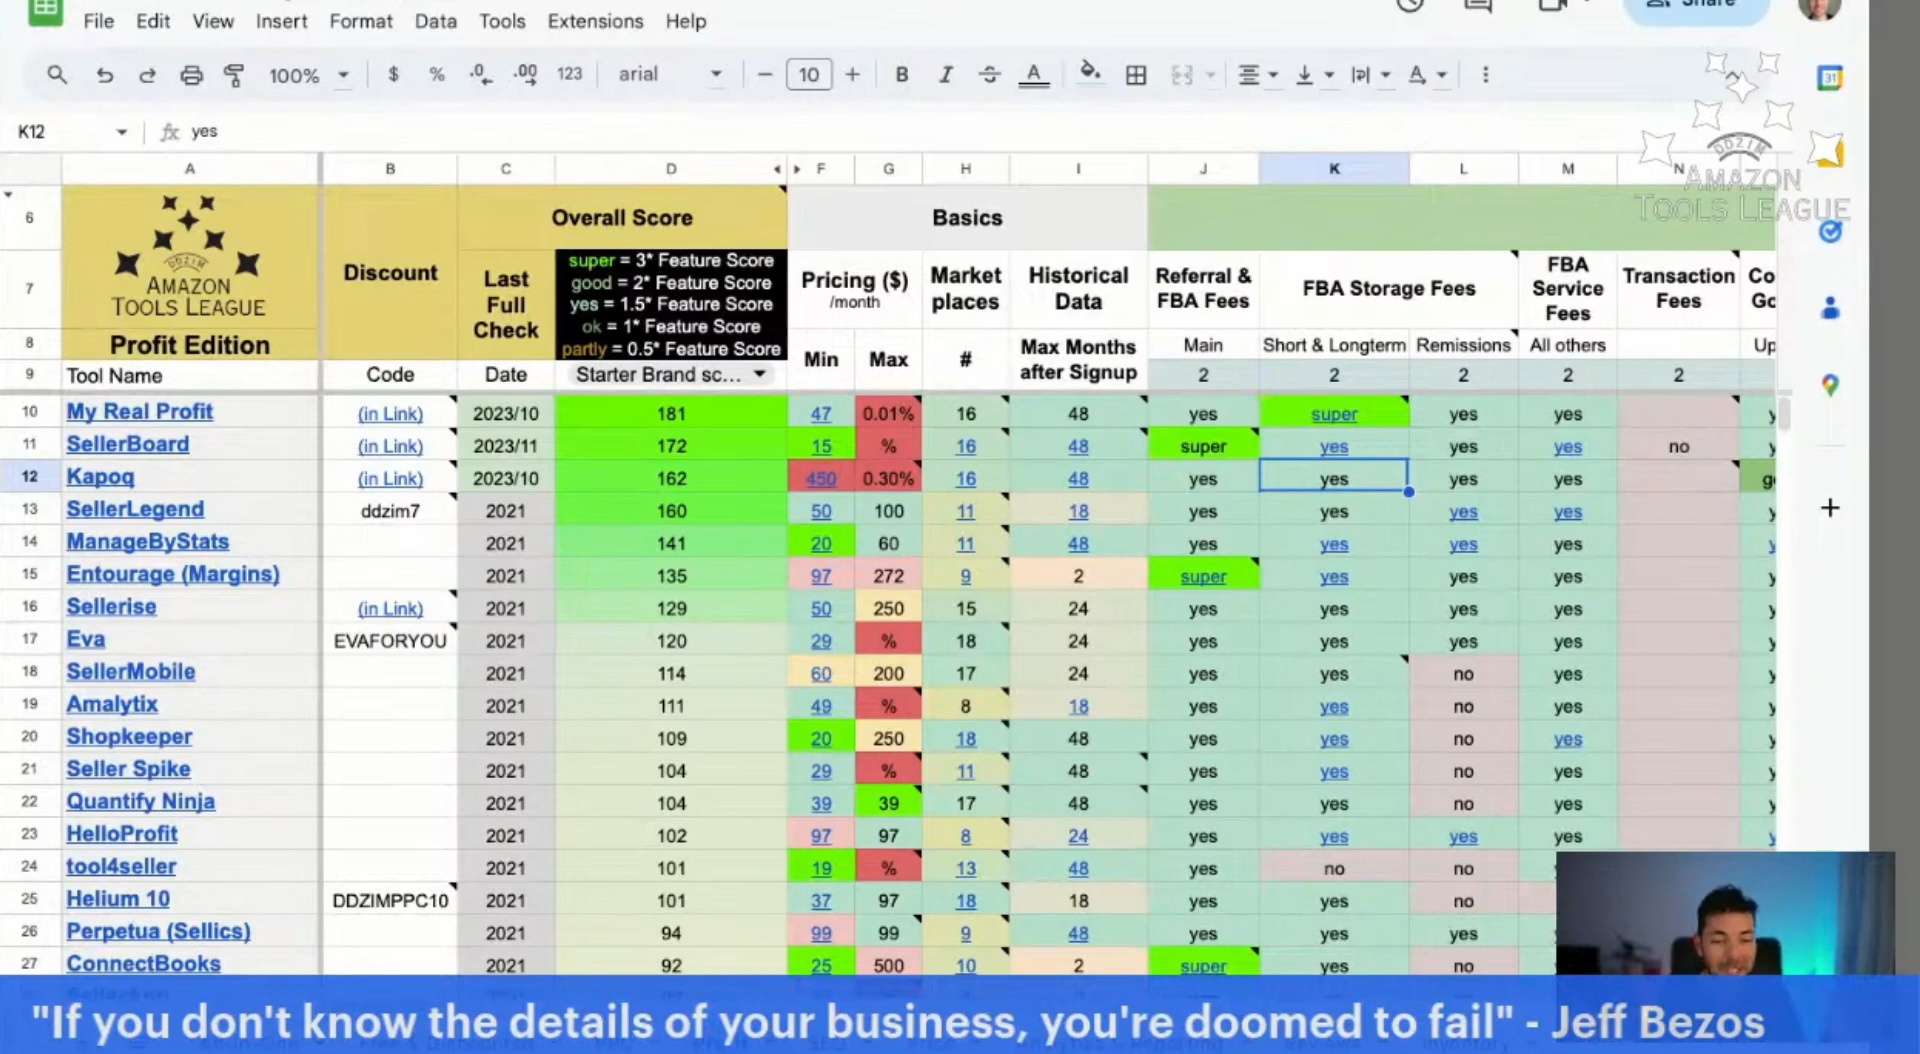 File Edit View Insert Format Data Tools Extensions Help
100% $ % .0 .00 123 arial 10 B I A
K12 fx yes
A B C D F G H I J K L M N
6 Overall Score Basics
DDZIM
AMAZON
TOOLS LEAGUE
Profit Edition
7 Discount Last Full Check
super = 3* Feature Score
good = 2* Feature Score
yes = 1.5* Feature Score
ok = 1* Feature Score
partly = 0.5* Feature Score
Pricing ($) /month Market places Historical Data Referral & FBA Fees FBA Storage Fees FBA Service Fees Transaction Fees
8 Min Max # Max Months after Signup Main Short & Longterm Remissions All others Up
9 Tool Name Code Date Starter Brand sc... 2 2 2 2 2
10 My Real Profit (in Link) 2023/10 181 47 0.01% 16 48 yes super yes yes
11 SellerBoard (in Link) 2023/11 172 15 % 16 48 super yes yes yes no
12 Kapoq (in Link) 2023/10 162 450 0.30% 16 48 yes yes yes yes
13 SellerLegend ddzim7 2021 160 50 100 11 18 yes yes yes yes
14 ManageByStats 2021 141 20 60 11 48 yes yes yes yes
15 Entourage (Margins) 2021 135 97 272 9 2 super yes yes yes
16 Sellerise (in Link) 2021 129 50 250 15 24 yes yes yes yes
17 Eva EVAFORYOU 2021 120 29 % 18 24 yes yes yes yes
18 SellerMobile 2021 114 60 200 17 24 yes yes no yes
19 Amalytix 2021 111 49 % 8 18 yes yes no yes
20 Shopkeeper 2021 109 20 250 18 48 yes yes no yes
21 Seller Spike 2021 104 29 % 11 48 yes yes no yes
22 Quantify Ninja 2021 104 39 39 17 48 yes yes no yes
23 HelloProfit 2021 102 97 97 8 24 yes yes yes yes
24 tool4seller 2021 101 19 % 13 48 yes no no
25 Helium 10 DDZIMPPC10 2021 101 37 97 18 18 yes yes no
26 Perpetua (Sellics) 2021 94 99 99 9 48 yes yes yes
27 ConnectBooks 2021 92 25 500 10 2 super yes no
"If you don't know the details of your business, you're doomed to fail" - Jeff Bezos
DDZIM
AMAZON
TOOLS LEAGUE
31